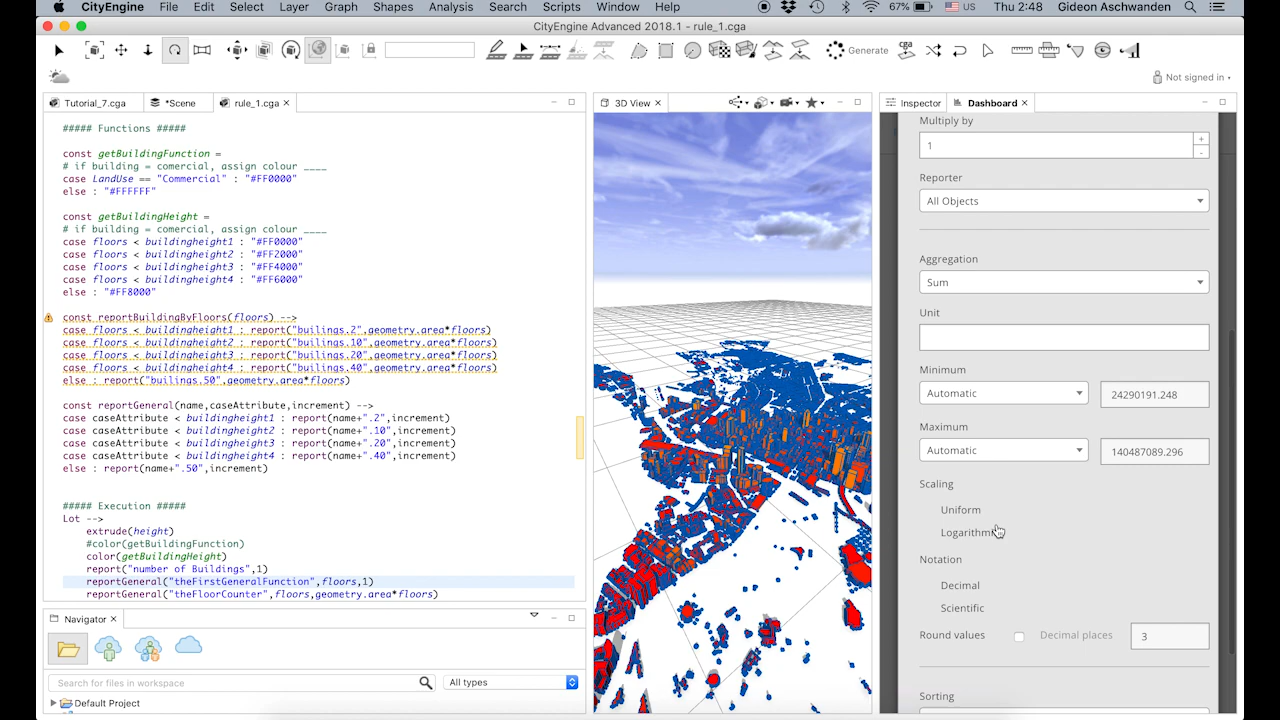 CityEngine File Edit Select Layer Graph Shapes Analysis Search Scripts Window Help 67% US Thu 2:48 Gideon Aschwanden
CityEngine Advanced 2018.1 - rule_1.cga
Generate
cga
Not signed in
Tutorial_7.cga *Scene rule_1.cga
3D View
Inspector Dashboard
##### Functions #####
const getBuildingFunction =
# if building = comercial, assign colour ____
case LandUse == "Commercial" : "#FF0000"
else : "#FFFFFF"
const getBuildingHeight =
# if building = comercial, assign colour ____
case floors < buildingheight1 : "#FF0000"
case floors < buildingheight2 : "#FF2000"
case floors < buildingheight3 : "#FF4000"
case floors < buildingheight4 : "#FF6000"
else : "#FF8000"
const reportBuildingByFloors(floors) -->
case floors < buildingheight1 : report("builings.2",geometry.area*floors)
case floors < buildingheight2 : report("builings.10",geometry.area*floors)
case floors < buildingheight3 : report("builings.20",geometry.area*floors)
case floors < buildingheight4 : report("builings.40",geometry.area*floors)
else : report("builings.50",geometry.area*floors)
const reportGeneral(name,caseAttribute,increment) -->
case caseAttribute < buildingheight1 : report(name+".2",increment)
case caseAttribute < buildingheight2 : report(name+".10",increment)
case caseAttribute < buildingheight3 : report(name+".20",increment)
case caseAttribute < buildingheight4 : report(name+".40",increment)
else : report(name+".50",increment)
##### Execution #####
Lot -->
extrude(height)
#color(getBuildingFunction)
color(getBuildingHeight)
report("number of Buildings",1)
reportGeneral("theFirstGeneralFunction",floors,1)
reportGeneral("theFloorCounter",floors,geometry.area*floors)
Navigator
Search for files in workspace
All types
Default Project
Multiply by
1
Reporter
All Objects
Aggregation
Sum
Unit
Minimum
Automatic 24290191.248
Maximum
Automatic 140487089.296
Scaling
Uniform
Notation
Decimal
Scientific
Round values Decimal places 3
Sorting